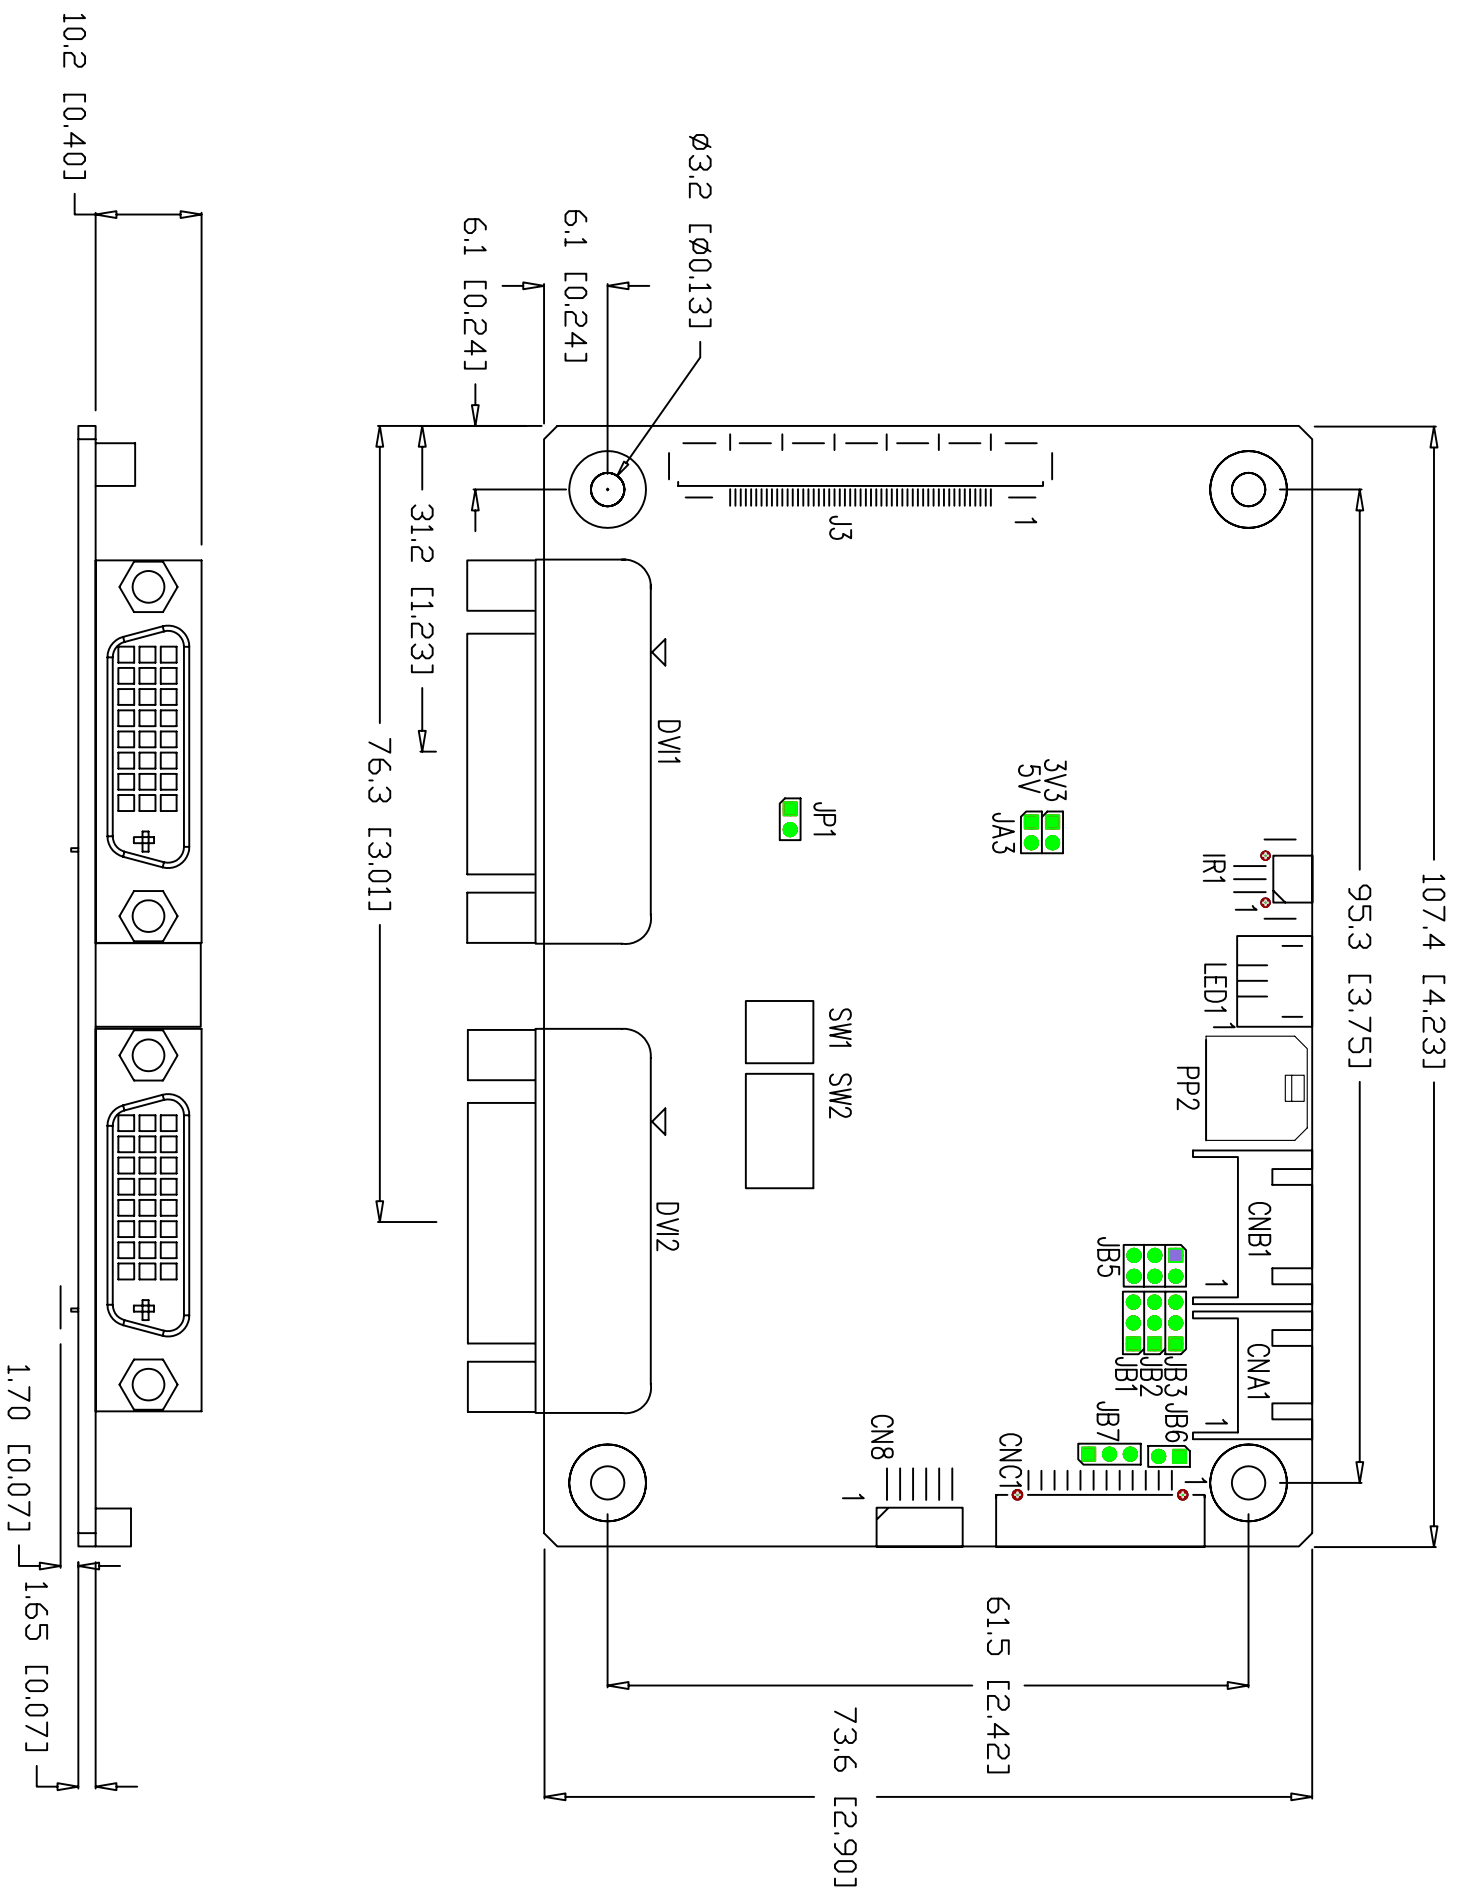 107.4 [4.23]
95.3 [3.75]
IR1
1
LED1
1
PP2
CNB1
1
CNA1
1
3V3
5V
JA3
JB5
JB3
JB2
JB1
JB6
JB7
1
CNC1
CN8
1
1
J3
JP1
SW1
SW2
DVI1
DVI2
Ø3.2 [Ø0.13]
6.1 [0.24]
6.1 [0.24]
31.2 [1.23]
76.3 [3.01]
61.5 [2.42]
73.6 [2.90]
10.2 [0.40]
1.65 [0.07]
1.70 [0.07]